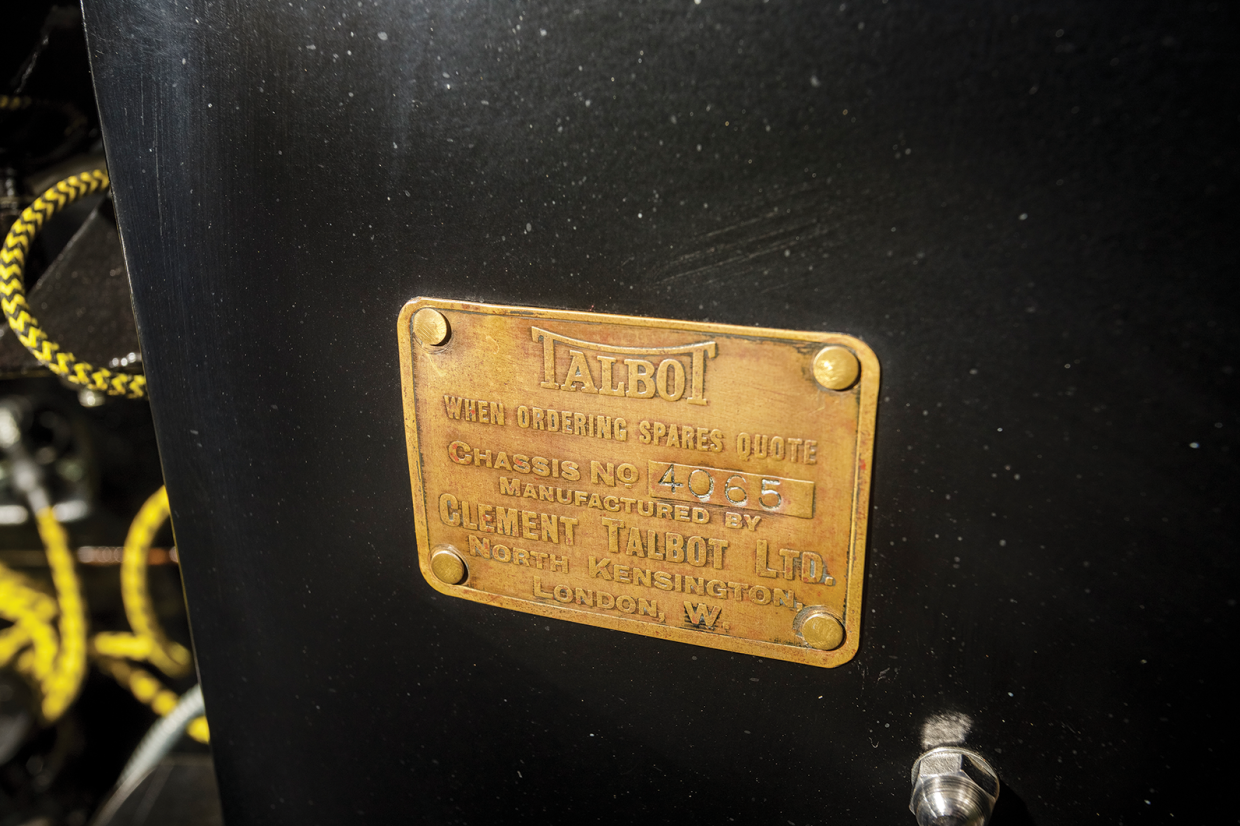 TALBOT
WHEN ORDERING SPARES QUOTE
CHASSIS NO 4065
MANUFACTURED BY
CLEMENT TALBOT LTD.
NORTH KENSINGTON,
LONDON, W.